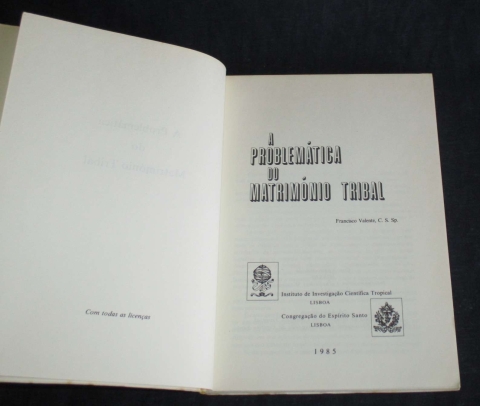 Com todas as licenças
A
PROBLEMÁTICA
DO
MATRIMÓNIO TRIBAL
Francisco Valente, C. S. Sp.
Instituto de Investigação Científica Tropical
LISBOA
Congregação do Espírito Santo
LISBOA
1985